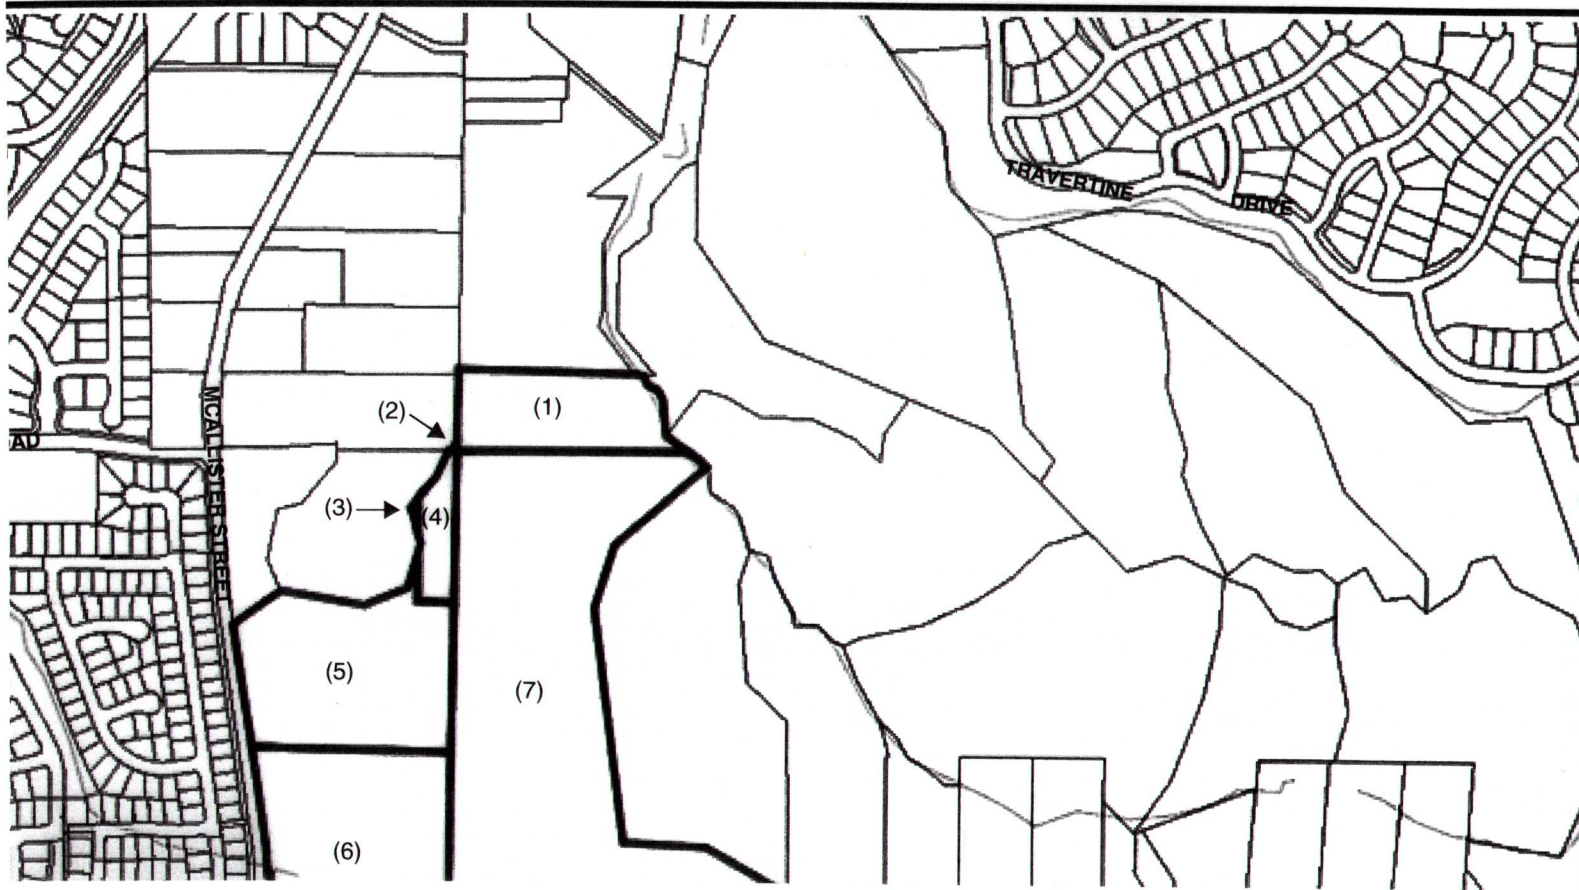 TRAVERTINE
DRIVE
(2)
(1)
MCALLISTER STREET
AD
(3)
(4)
(5)
(7)
(6)